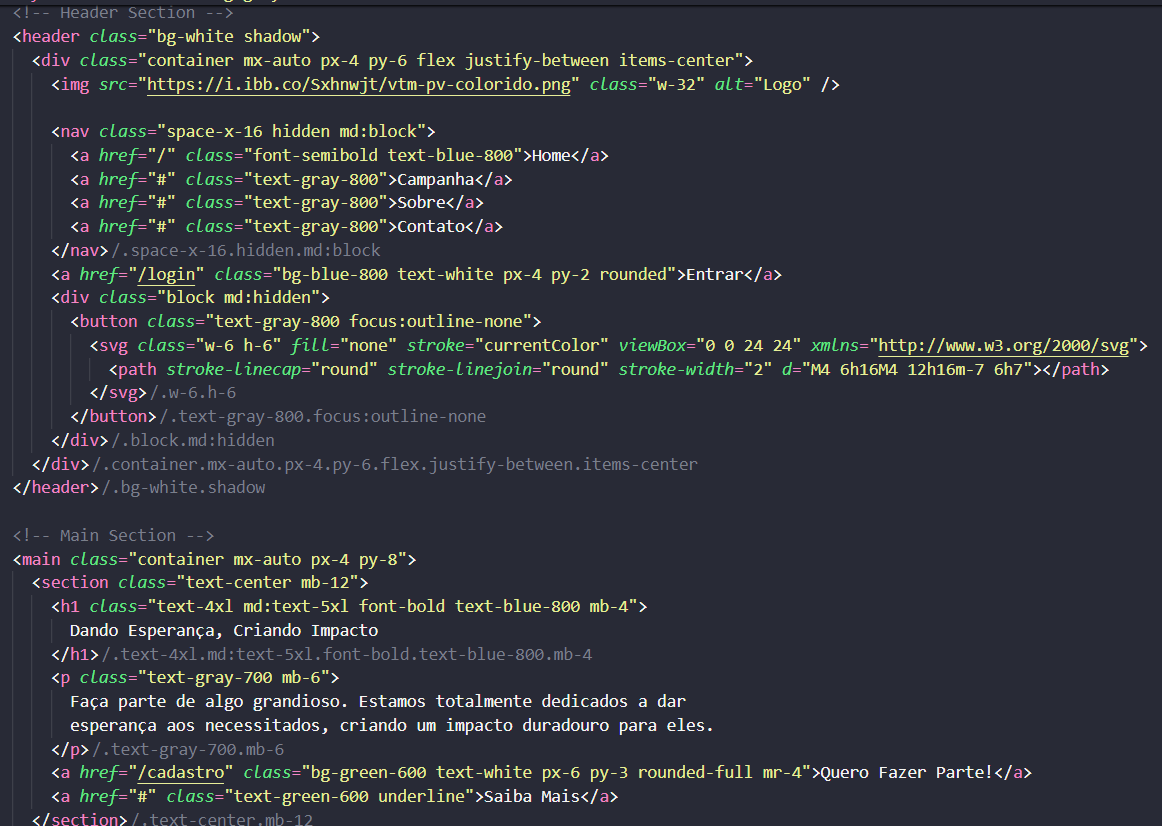 <!-- Header Section -->
<header class="bg-white shadow">
<div class="container mx-auto px-4 py-6 flex justify-between items-center">
<img src="https://i.ibb.co/Sxhnwjt/vtm-pv-colorido.png" class="w-32" alt="Logo" />
<nav class="space-x-16 hidden md:block">
<a href="/" class="font-semibold text-blue-800">Home</a>
<a href="#" class="text-gray-800">Campanha</a>
<a href="#" class="text-gray-800">Sobre</a>
<a href="#" class="text-gray-800">Contato</a>
</nav>/.space-x-16.hidden.md:block
<a href="/login" class="bg-blue-800 text-white px-4 py-2 rounded">Entrar</a>
<div class="block md:hidden">
<button class="text-gray-800 focus:outline-none">
<svg class="w-6 h-6" fill="none" stroke="currentColor" viewBox="0 0 24 24" xmlns="http://www.w3.org/2000/svg">
<path stroke-linecap="round" stroke-linejoin="round" stroke-width="2" d="M4 6h16M4 12h16m-7 6h7"></path>
</svg>/.w-6.h-6
</button>/.text-gray-800.focus:outline-none
</div>/.block.md:hidden
</div>/.container.mx-auto.px-4.py-6.flex.justify-between.items-center
</header>/.bg-white.shadow
<!-- Main Section -->
<main class="container mx-auto px-4 py-8">
<section class="text-center mb-12">
<h1 class="text-4xl md:text-5xl font-bold text-blue-800 mb-4">
Dando Esperança, Criando Impacto
</h1>/.text-4xl.md:text-5xl.font-bold.text-blue-800.mb-4
<p class="text-gray-700 mb-6">
Faça parte de algo grandioso. Estamos totalmente dedicados a dar
esperança aos necessitados, criando um impacto duradouro para eles.
</p>/.text-gray-700.mb-6
<a href="/cadastro" class="bg-green-600 text-white px-6 py-3 rounded-full mr-4">Quero Fazer Parte!</a>
<a href="#" class="text-green-600 underline">Saiba Mais</a>
</section>/.text-center.mb-12